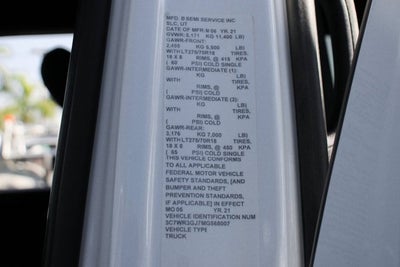 MFD. B SEMI SERVICE INC
SLC, UT
DATE OF MFR:M 06 YR. 21
GVWR: 5,171 KG 11,400 LB)
GAWR-FRONT:
2,495 KG 5,500 LB)
WITH LT275/70R18 TIRES,
18 X 8 RIMS, @ 415 KPA
( 60 PSI) COLD SINGLE
GAWR-INTERMEDIATE (1):
KG LB)
WITH TIRES,
RIMS, @ KPA
( PSI) COLD
GAWR-INTERMEDIATE (2):
KG LB)
WITH TIRES,
RIMS, @ KPA
( PSI) COLD
GAWR-REAR:
3,176 KG 7,000 LB)
WITH LT275/70R18 TIRES,
18 X 8 RIMS, @ 450 KPA
( 65 PSI) COLD SINGLE
THIS VEHICLE CONFORMS
TO ALL APPLICABLE
FEDERAL MOTOR VEHICLE
SAFETY STANDARDS, [AND
BUMPER AND THEFT
PREVENTION STANDARDS,
IF APPLICABLE] IN EFFECT
MO 06 YR. 21
VEHICLE IDENTIFICATION NUM
3C7WR3GJ7MG568007
VEHICLE TYPE
TRUCK